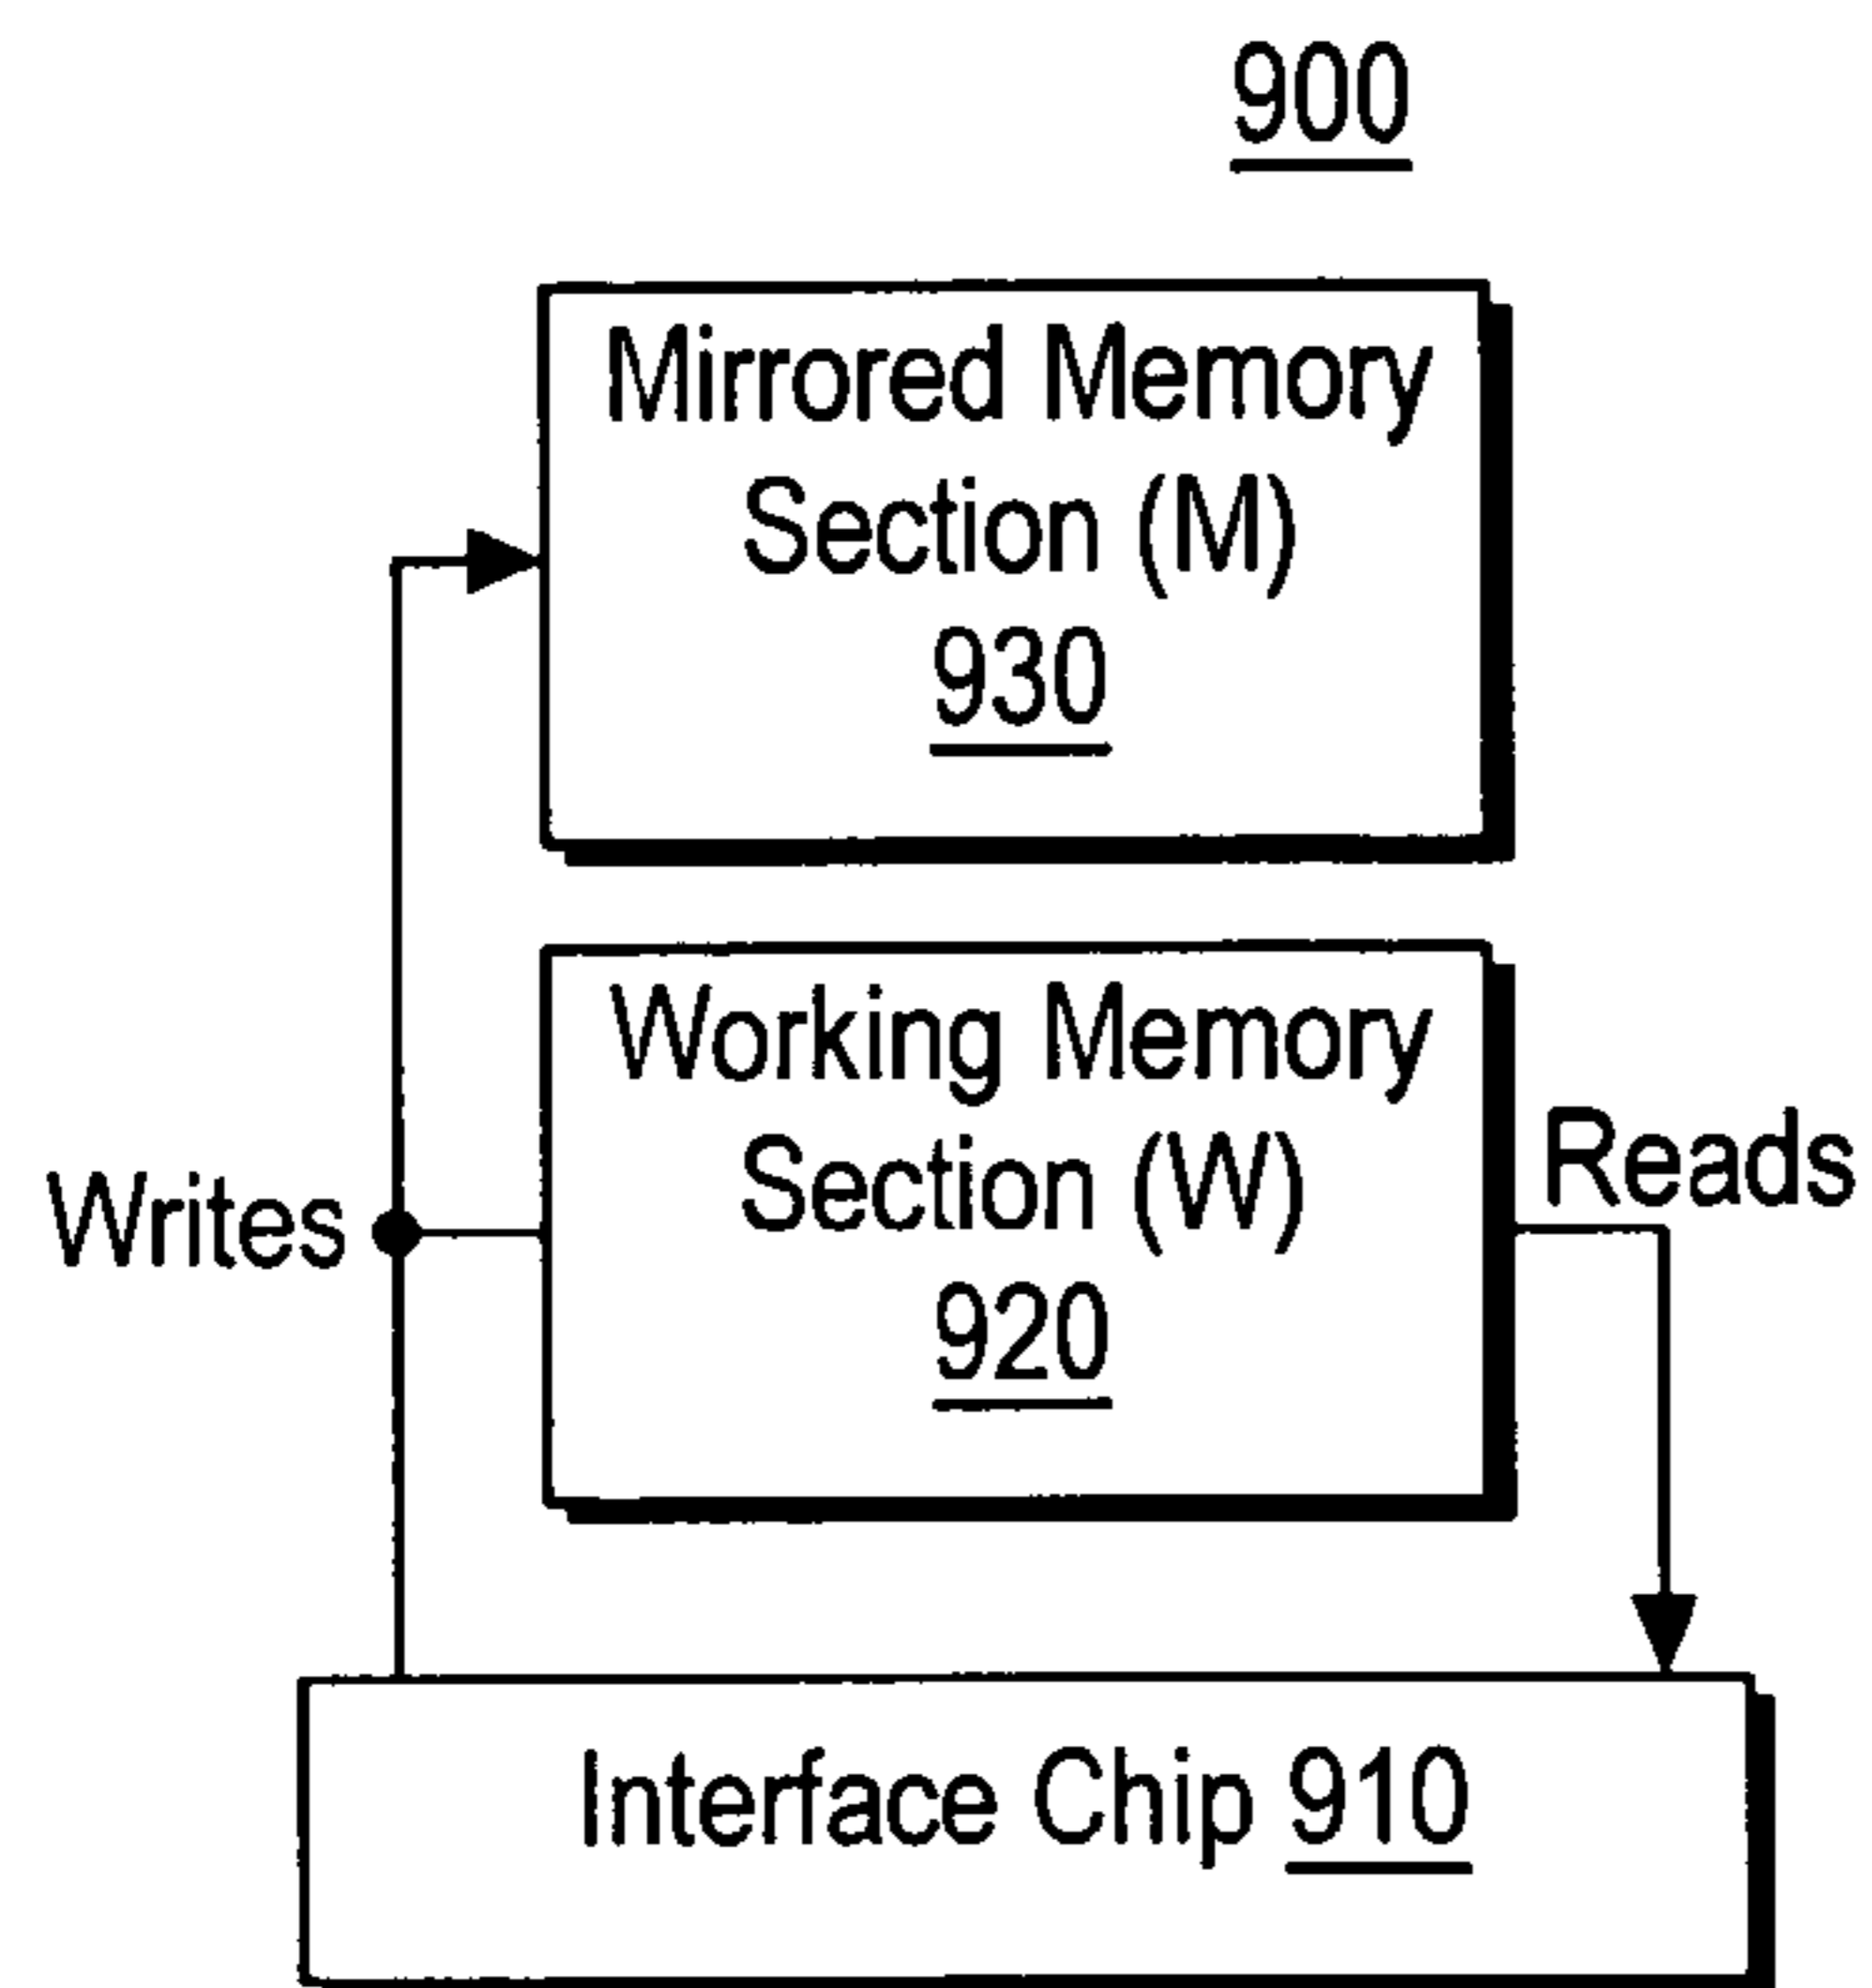 900
Mirrored Memory
Section (M)
930
Working Memory
Section (W)
920
Reads
Writes
Interface Chip 910